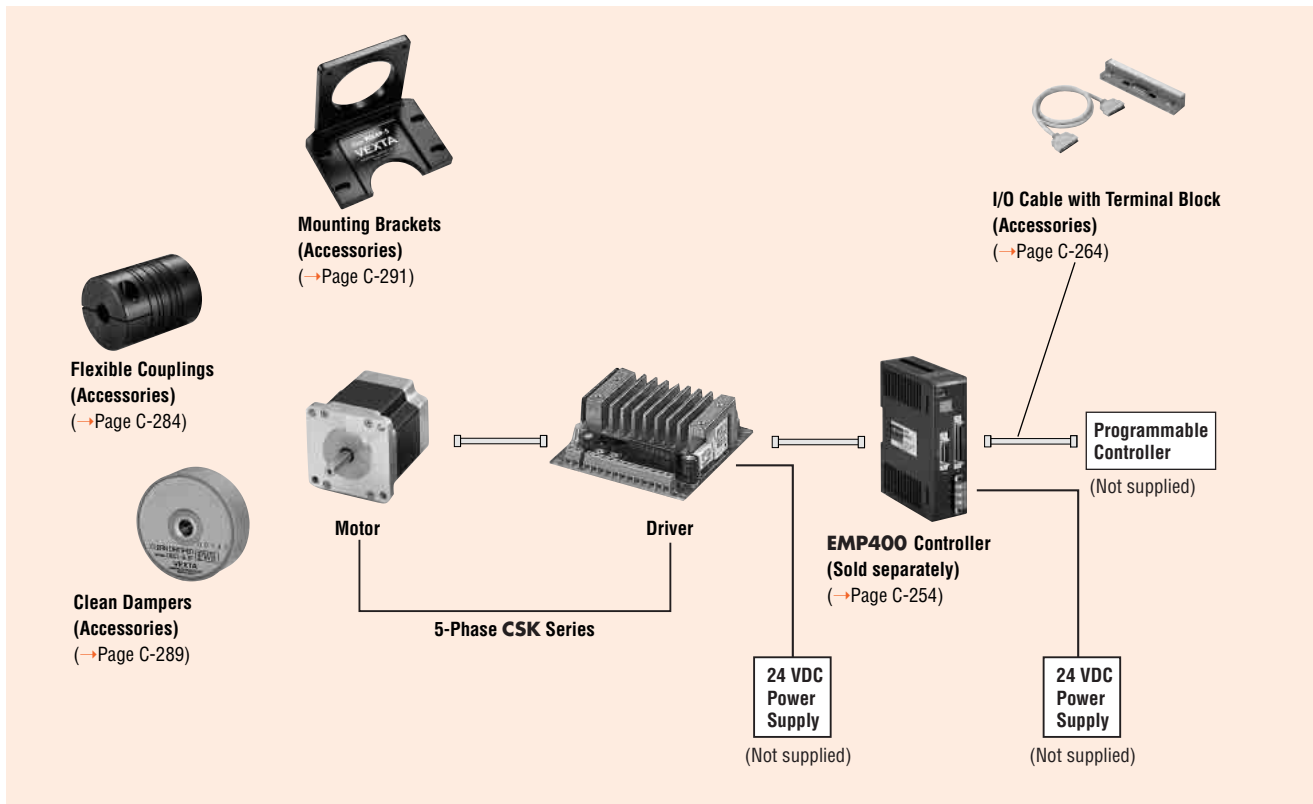 VEXTA
Mounting Brackets
(Accessories)
(→Page C-291)
I/O Cable with Terminal Block
(Accessories)
(→Page C-264)
Flexible Couplings
(Accessories)
(→Page C-284)
Motor
Driver
EMP400 Controller
(Sold separately)
(→Page C-254)
Programmable
Controller
(Not supplied)
VEXTA
Clean Dampers
(Accessories)
(→Page C-289)
5-Phase CSK Series
24 VDC
Power
Supply
(Not supplied)
24 VDC
Power
Supply
(Not supplied)